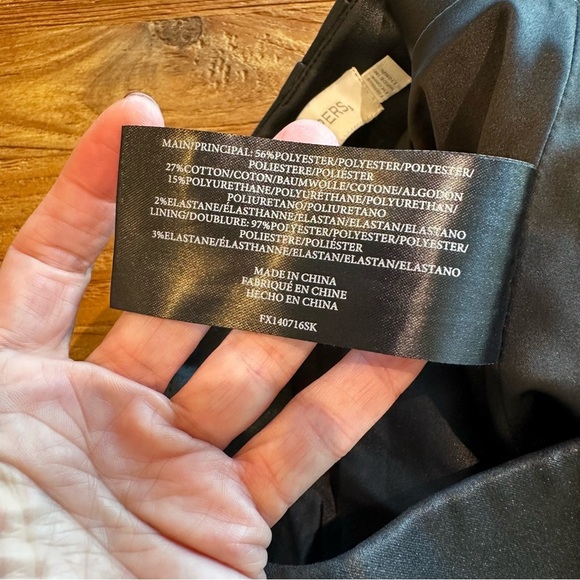 BERS,
MAIN/PRINCIPAL: 56%POLYESTER/POLYESTER/POLYESTER/
POLIESTERE/POLIÉSTER
27%COTTON/COTON/BAUMWOLLE/COTONE/ALGODON
15%POLYURETHANE/POLYURÉTHANE/POLYURETHAN/
POLIURETANO/POLIURETANO
2%ELASTANE/ÉLASTHANNE/ELASTAN/ELASTAN/ELASTANO
LINING/DOUBLURE: 97%POLYESTER/POLYESTER/POLYESTER/
POLIESTERE/POLIÉSTER
3%ELASTANE/ÉLASTHANNE/ELASTAN/ELASTAN/ELASTANO
MADE IN CHINA
FABRIQUÉ EN CHINE
HECHO EN CHINA
FX140716SK